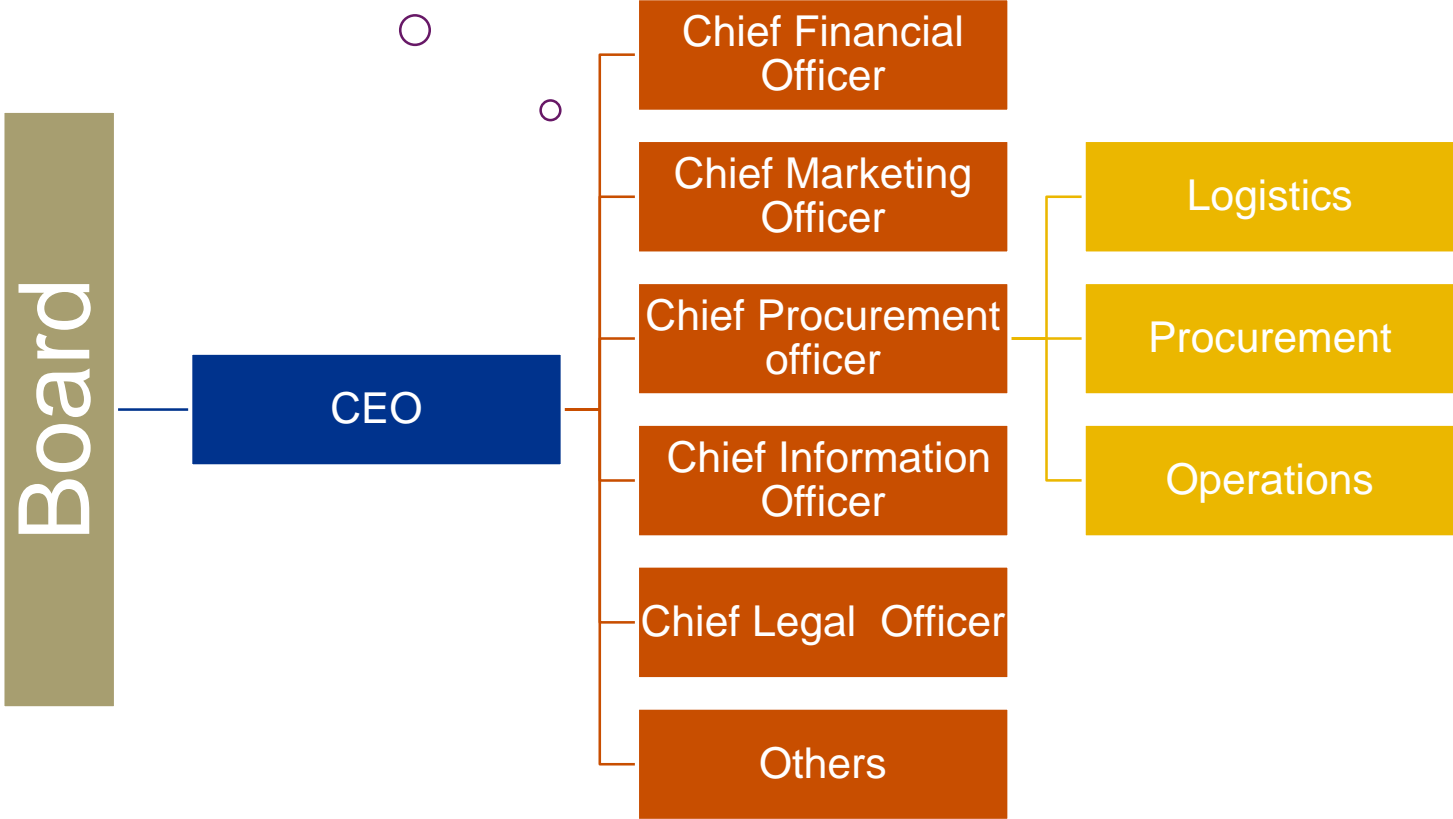 Board
CEO
Chief Financial
Officer
Chief Marketing
Officer
Chief Procurement
officer
Chief Information
Officer
Chief Legal  Officer
Others
Logistics
Procurement
Operations